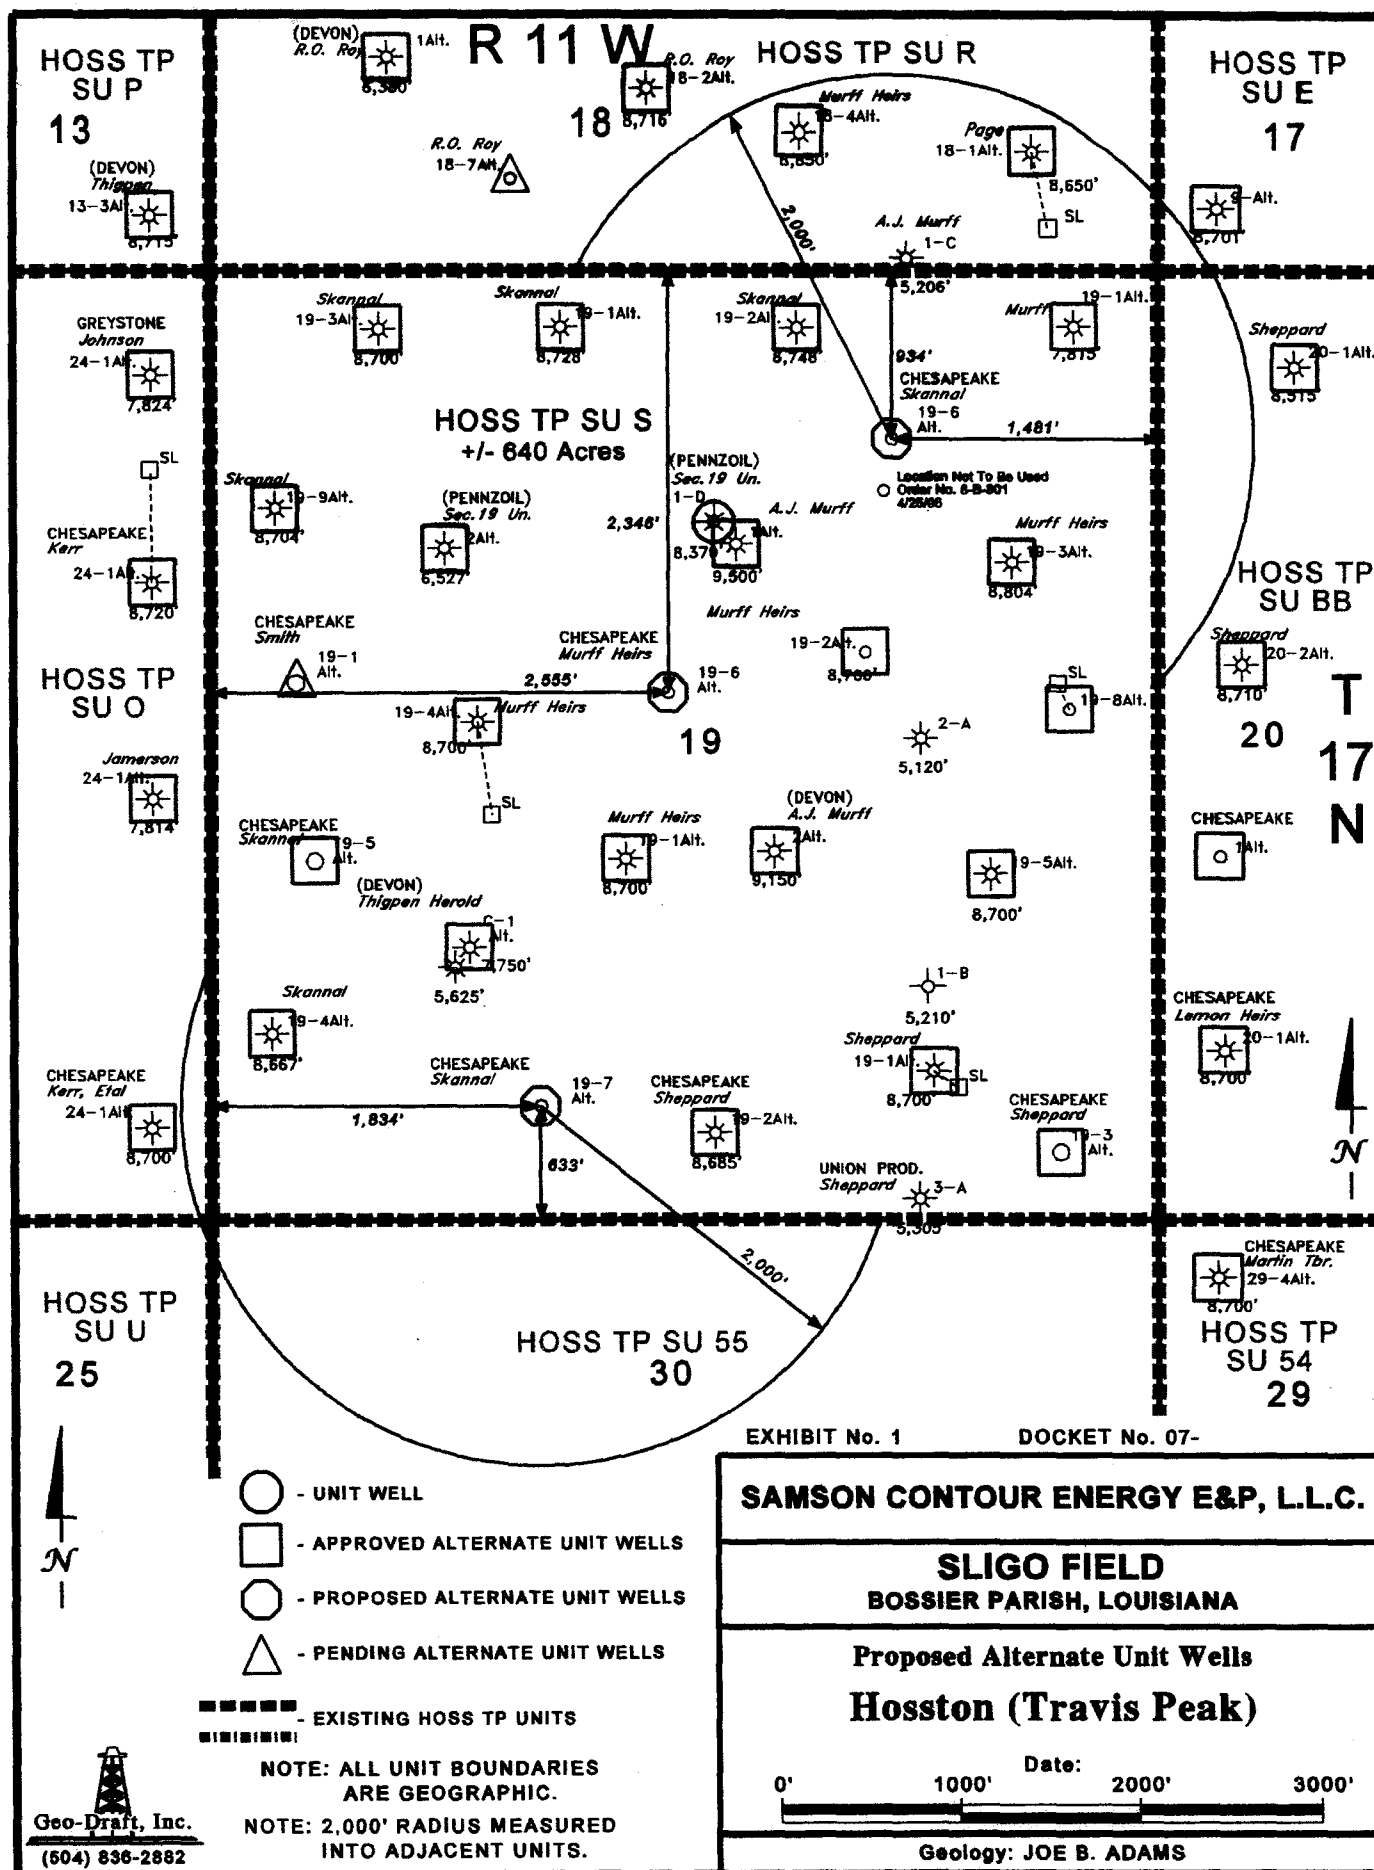 R 11 W
HOSS TP
SU P
13
(DEVON)
Thigpen
13-3Alt.
8,715'
(DEVON)
R.O. Roy
1Alt.
8,380'
R.O. Roy
18-2Alt.
8,716'
18
R.O. Roy
18-7Alt.
HOSS TP SU R
Murff Heirs
18-4Alt.
8,850'
Page
18-1Alt.
8,650'
SL
A.J. Murff
1-C
5,206'
2,000'
HOSS TP
SU E
17
9-Alt.
8,701'
GREYSTONE
Johnson
24-1Alt.
7,824'
SL
CHESAPEAKE
Kerr
24-1Alt.
8,720'
HOSS TP
SU O
Jamerson
24-1Alt.
7,814'
CHESAPEAKE
Kerr, Etal
24-1Alt.
8,700'
Skannal
19-3Alt.
8,700'
Skannal
19-1Alt.
8,728'
Skannal
19-2Alt.
8,748'
Murff
19-1Alt.
7,815'
934'
CHESAPEAKE
Skannal
19-6
Alt.
1,481'
Location Not To Be Used
Order No. 6-B-801
HOSS TP SU S
+/- 640 Acres
Skannal
19-9Alt.
8,704'
(PENNZOIL)
Sec.19 Un.
2Alt.
6,527'
2,346'
(PENNZOIL)
Sec.19 Un.
1-D
A.J. Murff
1Alt.
9,500'
Murff Heirs
19-3Alt.
8,804'
CHESAPEAKE
Smith
19-1
Alt.
2,555'
CHESAPEAKE
Murff Heirs
19-6
Alt.
Murff Heirs
19-2Alt.
8,700'
SL
19-8Alt.
19-4Alt.
Murff Heirs
8,700'
SL
19
2-A
5,120'
CHESAPEAKE
Skannal
19-5
Alt.
Murff Heirs
19-1Alt.
8,700'
(DEVON)
A.J. Murff
2Alt.
9,150'
19-5Alt.
8,700'
(DEVON)
Thigpen Herold
C-1
Alt.
7,750'
5,625'
1-B
5,210'
Skannal
19-4Alt.
8,667'
CHESAPEAKE
Skannal
19-7
Alt.
1,834'
633'
CHESAPEAKE
Sheppard
19-2Alt.
8,685'
Sheppard
19-1Alt.
8,700'
SL
CHESAPEAKE
Sheppard
19-3
Alt.
UNION PROD.
Sheppard
3-A
5,305'
2,000'
Sheppard
20-1Alt.
8,515'
HOSS TP
SU BB
Sheppard
20-2Alt.
8,710'
20
T
17
N
CHESAPEAKE
1Alt.
CHESAPEAKE
Lemon Heirs
20-1Alt.
8,700'
N
CHESAPEAKE
Martin Tbr.
29-4Alt.
8,700'
HOSS TP
SU 54
29
HOSS TP
SU U
25
HOSS TP SU 55
30
N
EXHIBIT No. 1
DOCKET No. 07-
- UNIT WELL
- APPROVED ALTERNATE UNIT WELLS
- PROPOSED ALTERNATE UNIT WELLS
- PENDING ALTERNATE UNIT WELLS
- EXISTING HOSS TP UNITS
NOTE: ALL UNIT BOUNDARIES
ARE GEOGRAPHIC.
NOTE: 2,000' RADIUS MEASURED
INTO ADJACENT UNITS.
Geo-Draft, Inc.
(504) 836-2882
SAMSON CONTOUR ENERGY E&P, L.L.C.
SLIGO FIELD
BOSSIER PARISH, LOUISIANA
Proposed Alternate Unit Wells
Hosston (Travis Peak)
Date:
0' 1000' 2000' 3000'
Geology: JOE B. ADAMS